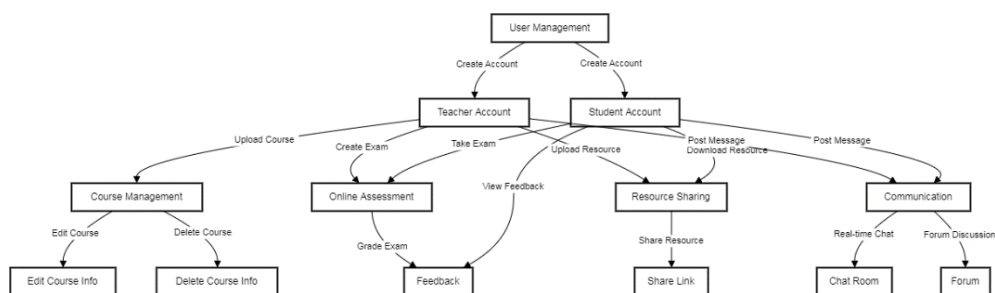 User Management
Create Account
Create Account
Teacher Account
Student Account
Upload Course
Create Exam
Take Exam
Upload Resource
Post Message
Download Resource
Post Message
View Feedback
Course Management
Online Assessment
Resource Sharing
Communication
Edit Course
Delete Course
Grade Exam
Share Resource
Real-time Chat
Forum Discussion
Edit Course Info
Delete Course Info
Feedback
Share Link
Chat Room
Forum